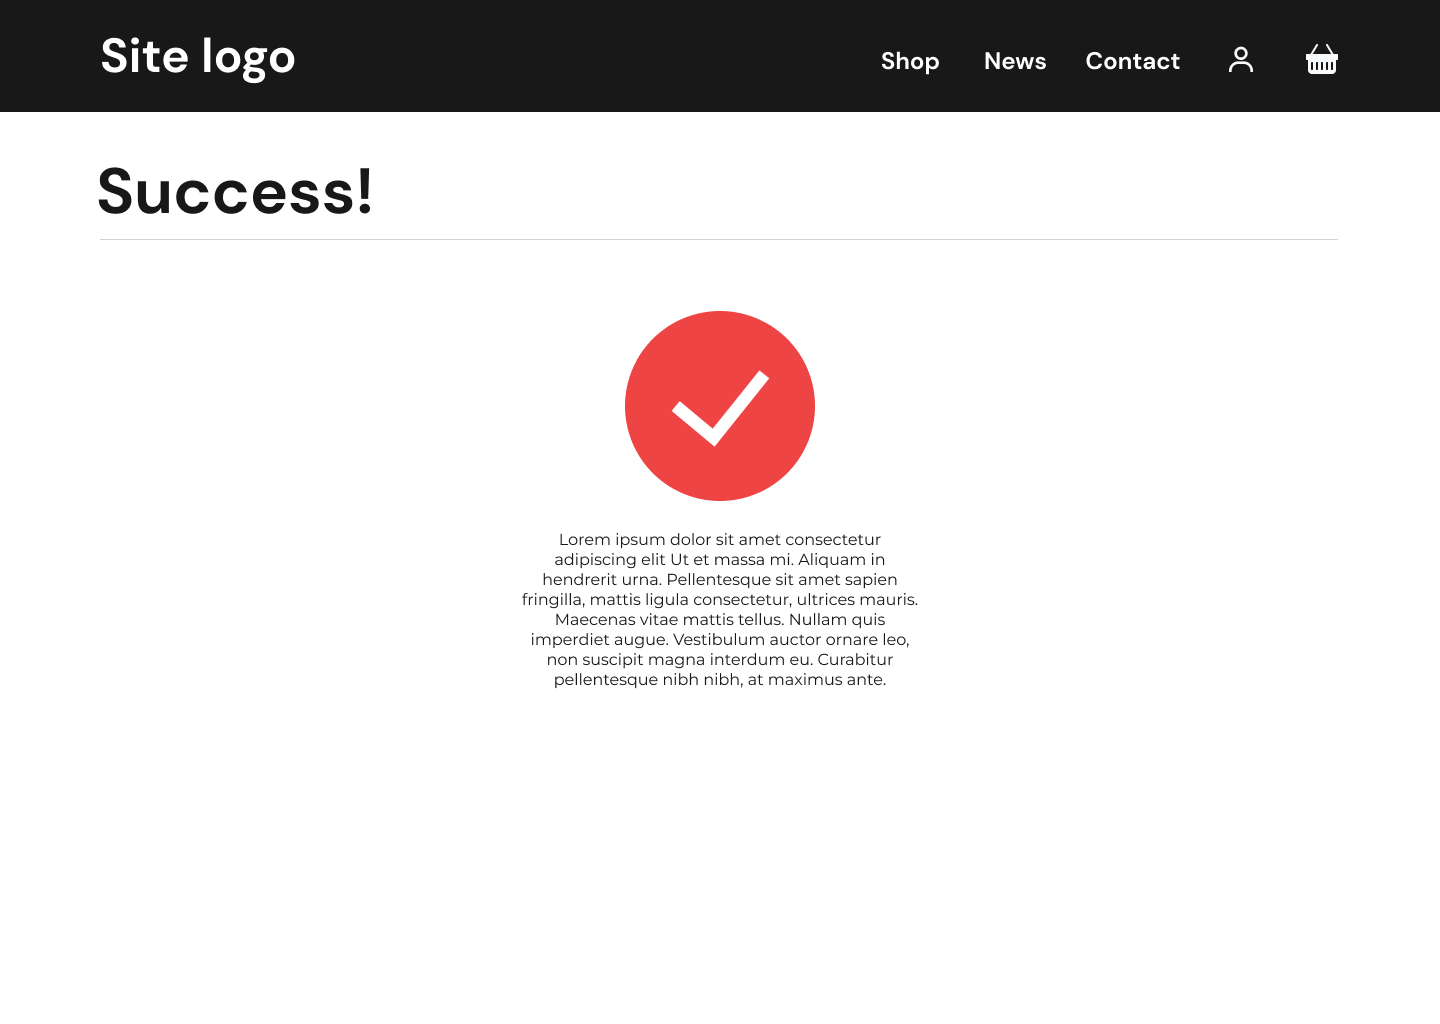 Site logo
Shop
News
Contact
Success!
Lorem ipsum dolor sit amet consectetur
adipiscing elit Ut et massa mi. Aliquam in
hendrerit urna. Pellentesque sit amet sapien
fringilla, mattis ligula consectetur, ultrices mauris.
Maecenas vitae mattis tellus. Nullam quis
imperdiet augue. Vestibulum auctor ornare leo,
non suscipit magna interdum eu. Curabitur
pellentesque nibh nibh, at maximus ante.